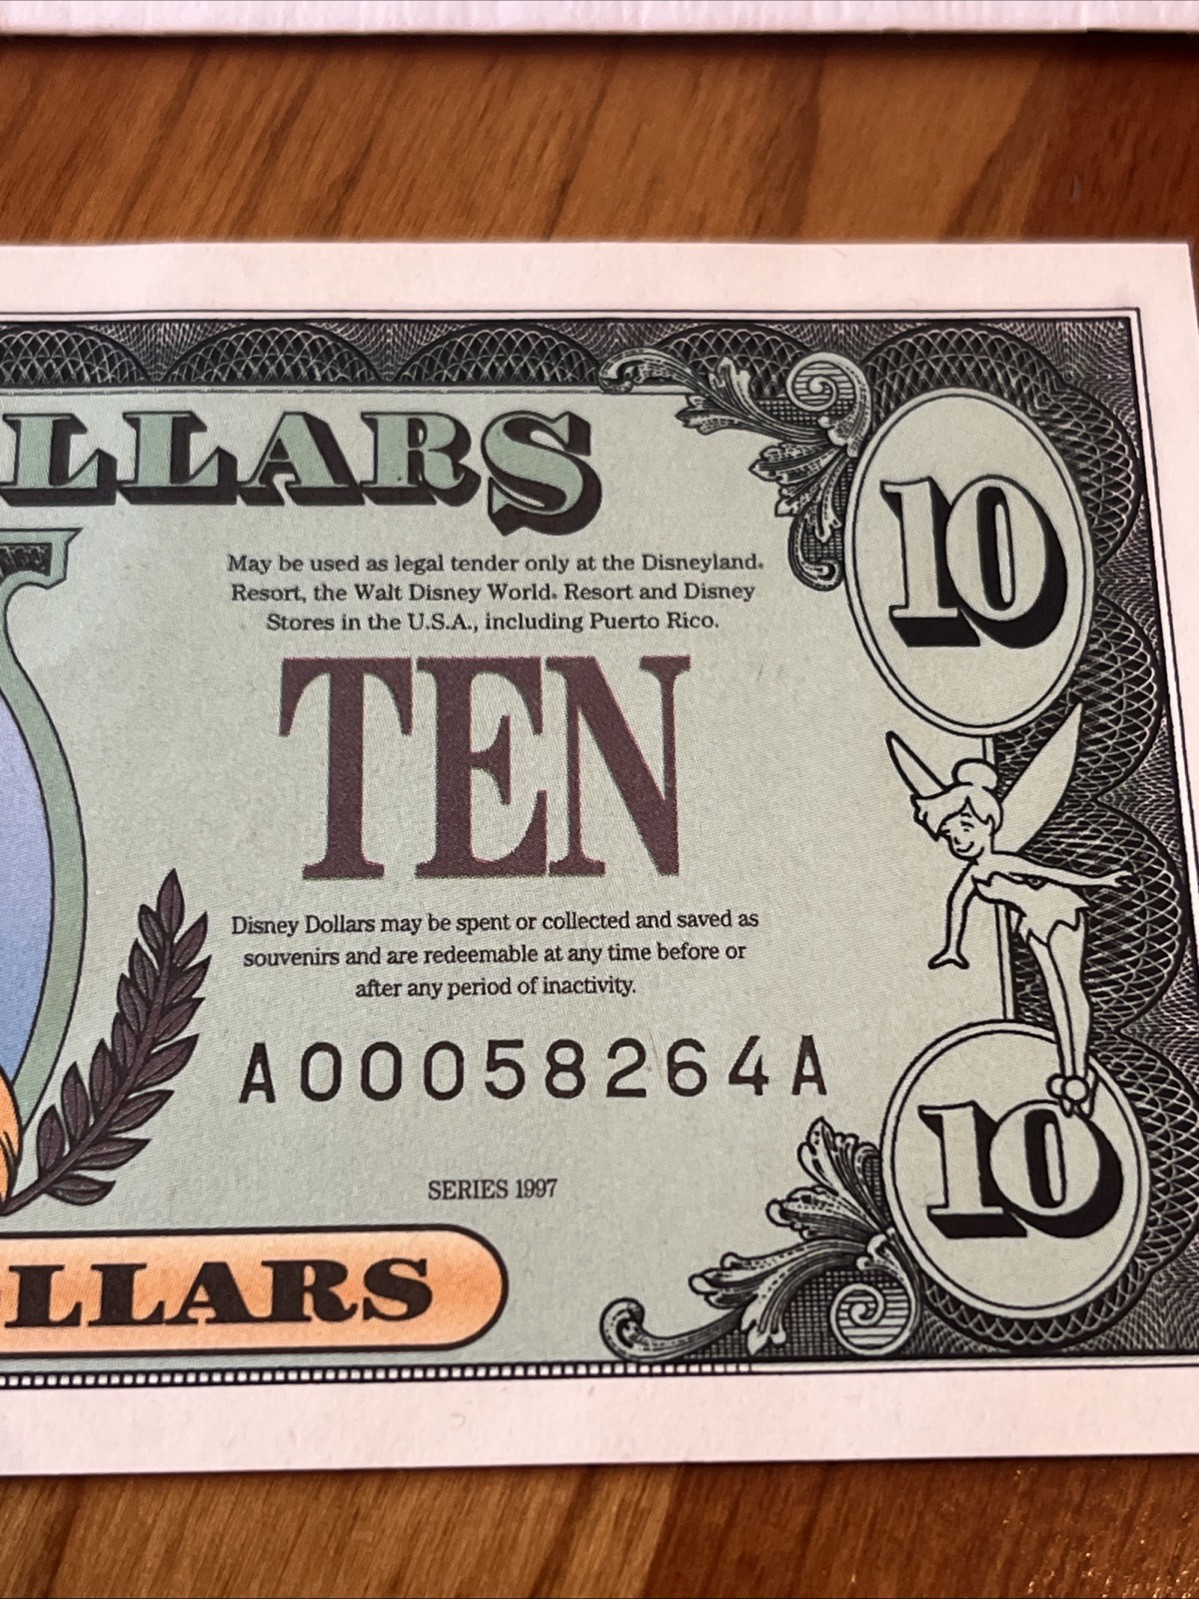 LLARS
10
May be used as legal tender only at the Disneyland®
Resort, the Walt Disney World® Resort and Disney
Stores in the U.S.A., including Puerto Rico.
TEN
Disney Dollars may be spent or collected and saved as
souvenirs and are redeemable at any time before or
after any period of inactivity.
A00058264A
10
SERIES 1997
LLARS